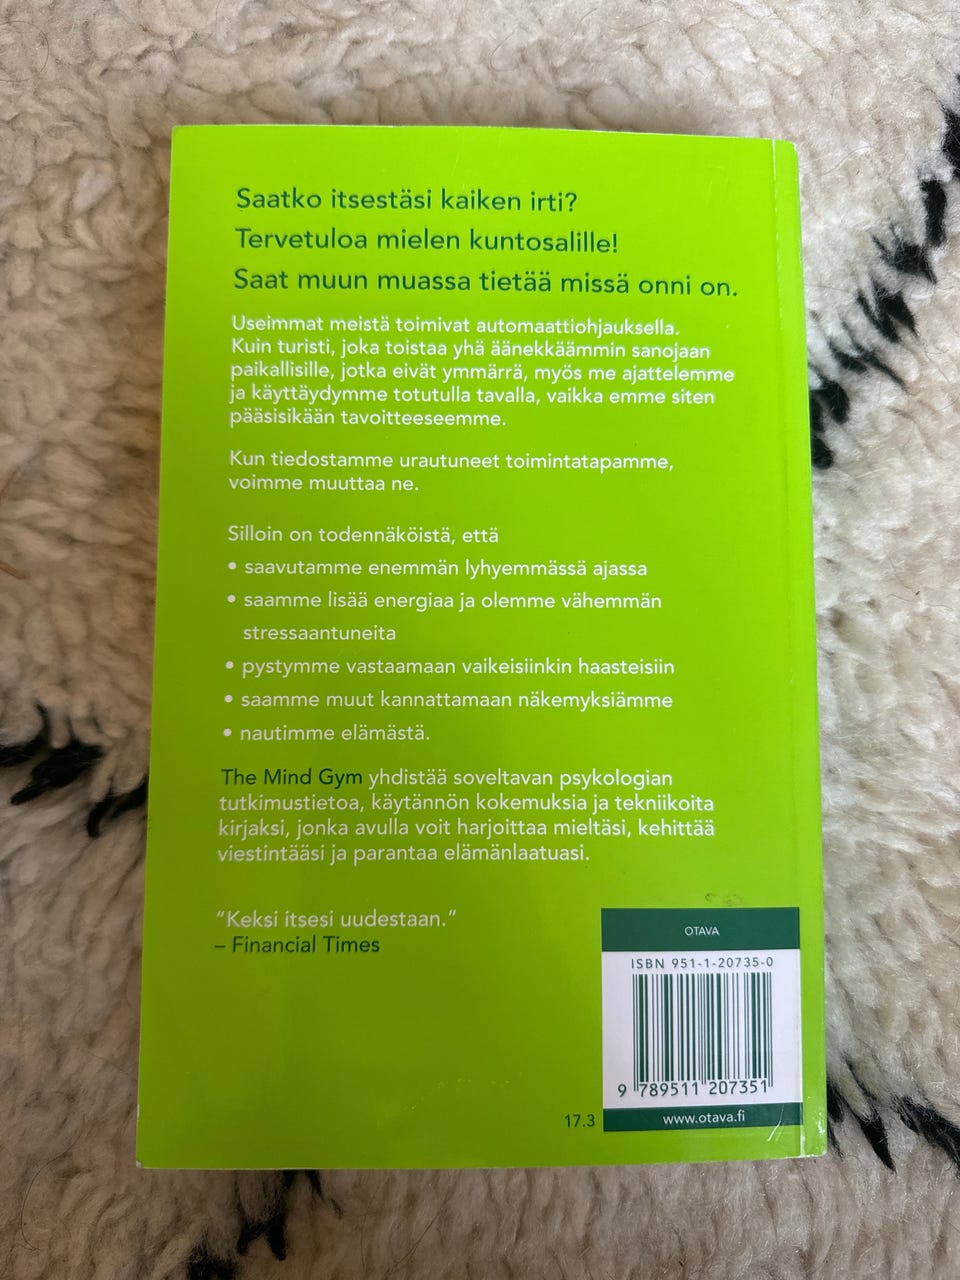 Saatko itsestäsi kaiken irti?
Tervetuloa mielen kuntosalille!
Saat muun muassa tietää missä onni on.
Useimmat meistä toimivat automaattiohjauksella.
Kuin turisti, joka toistaa yhä äänekkäämmin sanojaan
paikallisille, jotka eivät ymmärrä, myös me ajattelemme
ja käyttäydymme totutulla tavalla, vaikka emme siten
pääsisikään tavoitteeseemme.
Kun tiedostamme urautuneet toimintatapamme,
voimme muuttaa ne.
Silloin on todennäköistä, että
• saavutamme enemmän lyhyemmässä ajassa
• saamme lisää energiaa ja olemme vähemmän
stressaantuneita
• pystymme vastaamaan vaikeisiinkin haasteisiin
• saamme muut kannattamaan näkemyksiämme
• nautimme elämästä.
The Mind Gym yhdistää soveltavan psykologian
tutkimustietoa, käytännön kokemuksia ja tekniikoita
kirjaksi, jonka avulla voit harjoittaa mieltäsi, kehittää
viestintääsi ja parantaa elämänlaatuasi.
"Keksi itsesi uudestaan."
– Financial Times
OTAVA
ISBN 951-1-20735-0
9 789511 207351
17.3
www.otava.fi